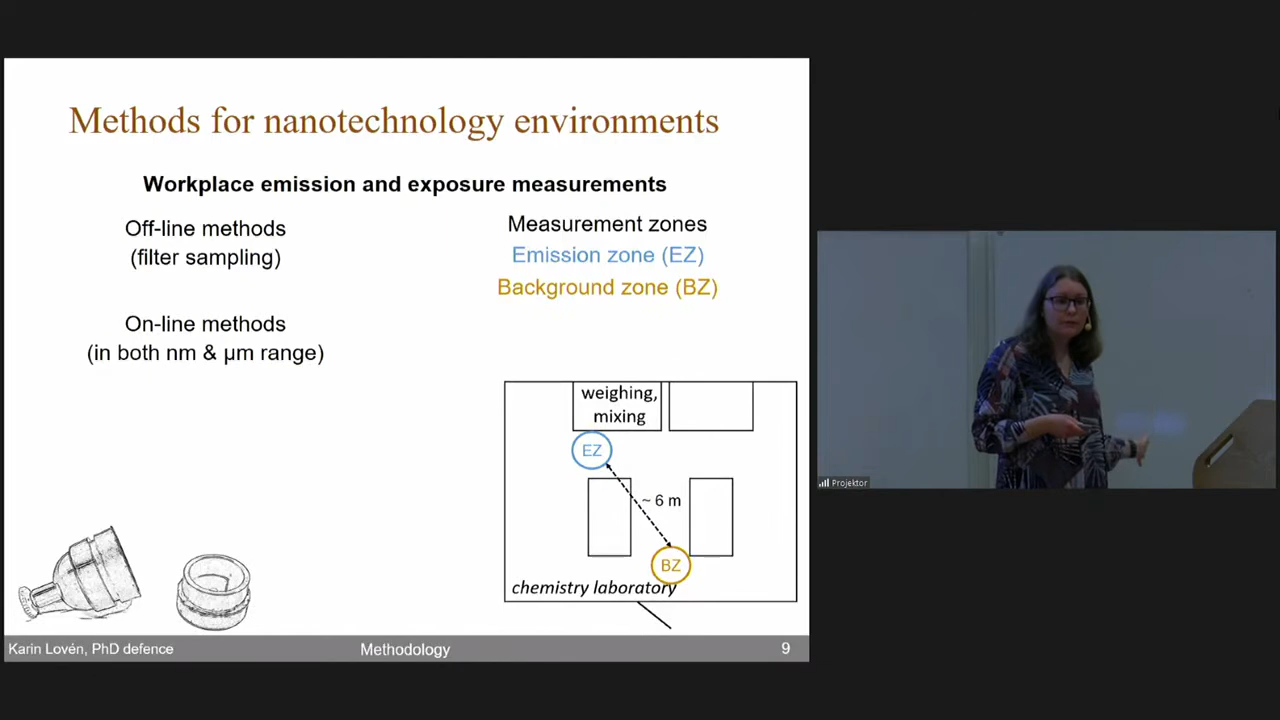 Methods for nanotechnology environments
Workplace emission and exposure measurements
Off-line methods
(filter sampling)
On-line methods
(in both nm & µm range)
Measurement zones
Emission zone (EZ)
Background zone (BZ)
weighing,
mixing
EZ
~ 6 m
BZ
chemistry laboratory
Karin Lovén, PhD defence
Methodology
9
Projektor